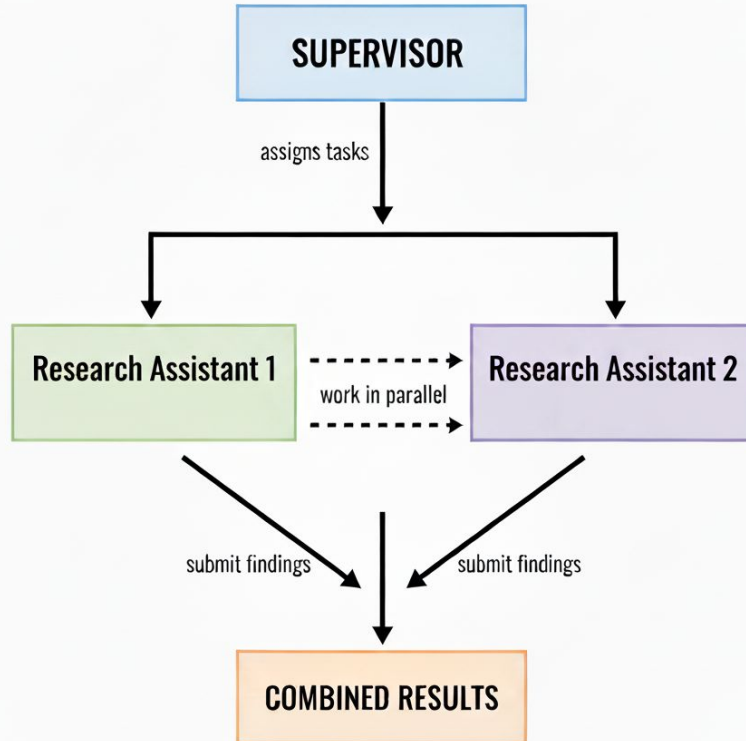 SUPERVISOR
assigns tasks
Research Assistant 1
work in parallel
Research Assistant 2
submit findings
submit findings
COMBINED RESULTS